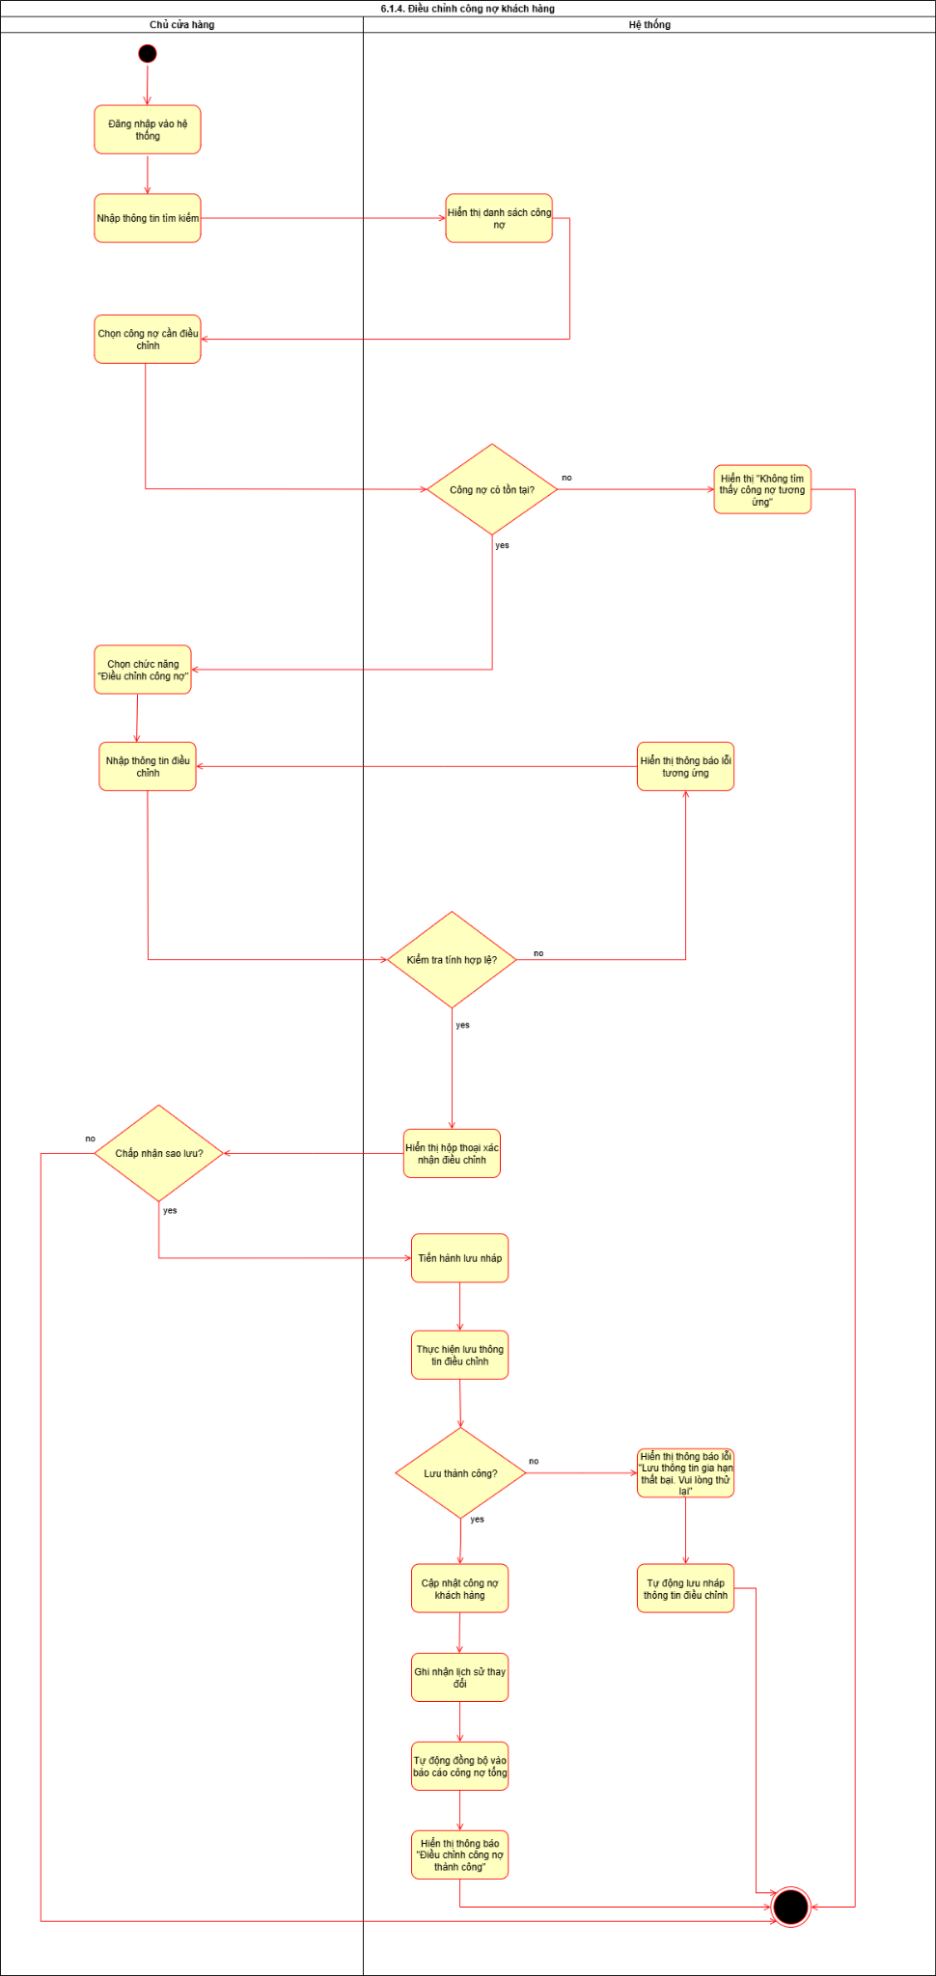 6.1.4. Điều chỉnh công nợ khách hàng
Chủ cửa hàng
Hệ thống
Đăng nhập vào hệ
thống
Nhập thông tin tìm kiếm
Hiển thị danh sách công
nợ
Chọn công nợ cần điều
chỉnh
Công nợ có tồn tại?
no
Hiển thị "Không tìm
thấy công nợ tương
ứng"
yes
Chọn chức năng
"Điều chỉnh công nợ"
Nhập thông tin điều
chỉnh
Hiển thị thông báo lỗi
tương ứng
Kiểm tra tính hợp lệ?
no
yes
Hiển thị hộp thoại xác
nhận điều chỉnh
no
Chấp nhận sao lưu?
yes
Tiến hành lưu nháp
Thực hiện lưu thông
tin điều chỉnh
Lưu thành công?
no
Hiển thị thông báo lỗi
"Lưu thông tin gia hạn
thất bại. Vui lòng thử
lại"
yes
Cập nhật công nợ
khách hàng
Tự động lưu nháp
thông tin điều chỉnh
Ghi nhận lịch sử thay
đổi
Tự động đồng bộ vào
báo cáo công nợ tổng
Hiển thị thông báo
"Điều chỉnh công nợ
thành công"